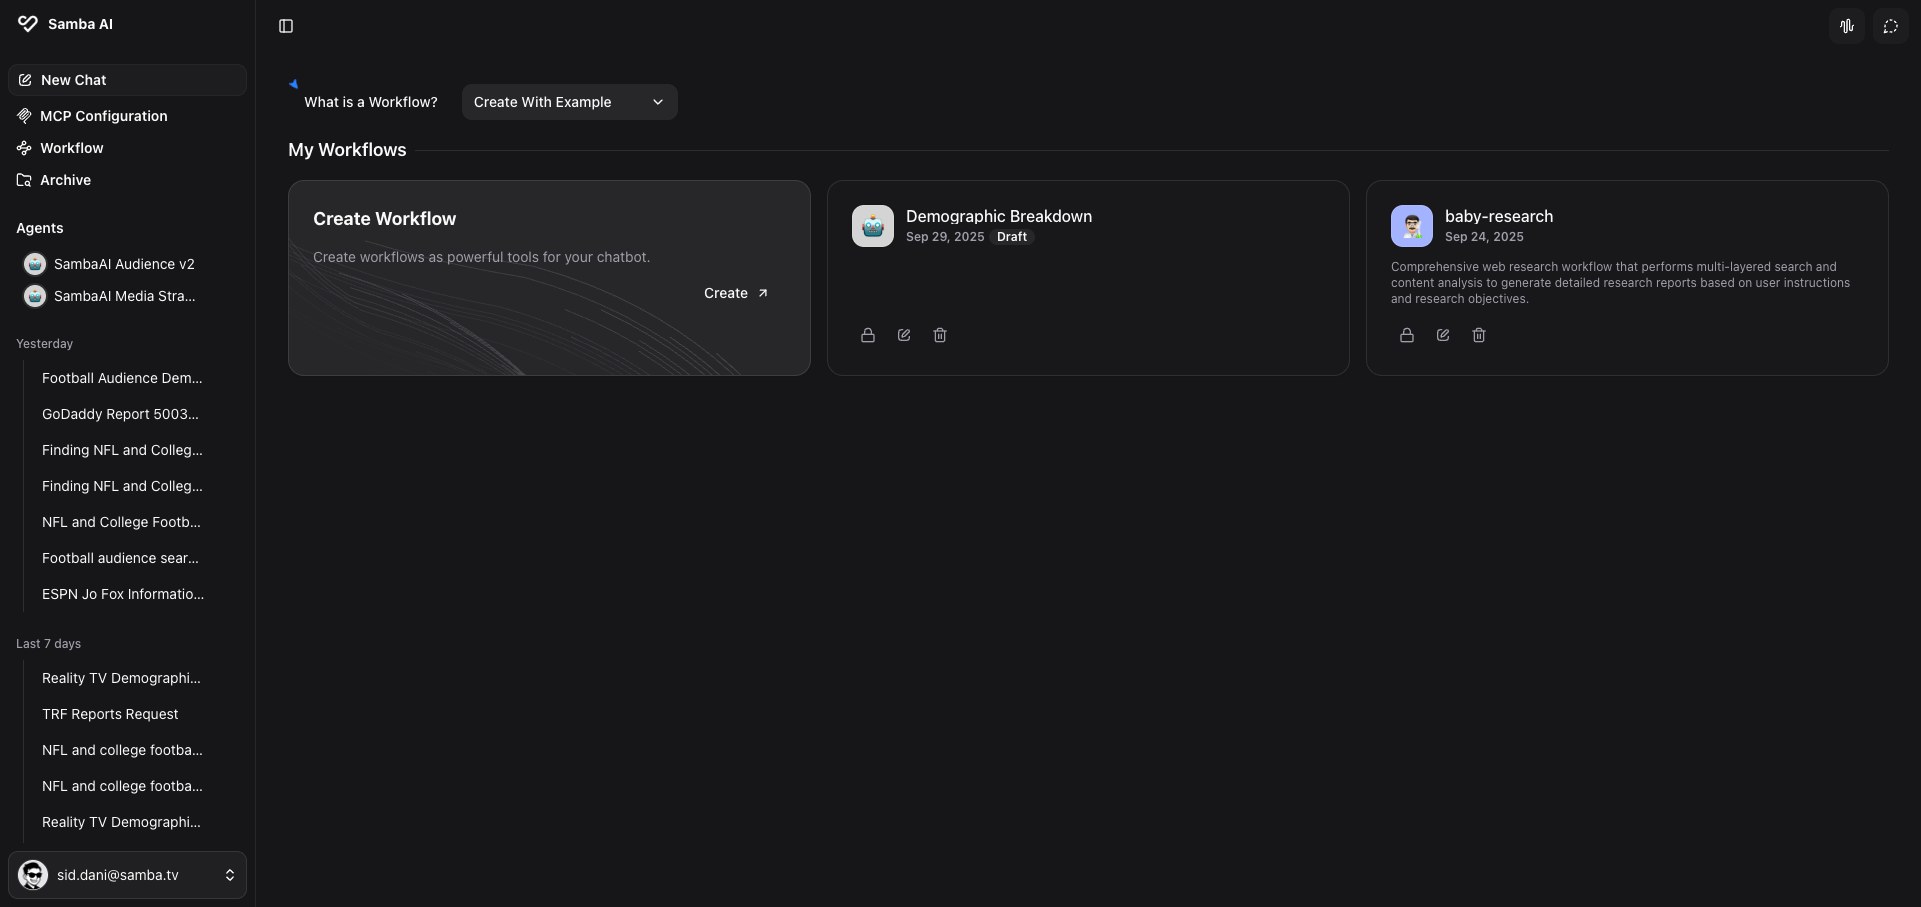 Samba AI
New Chat
MCP Configuration
Workflow
Archive
Agents
SambaAI Audience v2
SambaAI Media Stra...
Yesterday
Football Audience Dem...
GoDaddy Report 5003...
Finding NFL and Colleg...
Finding NFL and Colleg...
NFL and College Footb...
Football audience sear...
ESPN Jo Fox Informatio...
Last 7 days
Reality TV Demographi...
TRF Reports Request
NFL and college footba...
NFL and college footba...
Reality TV Demographi...
sid.dani@samba.tv
What is a Workflow?
Create With Example
My Workflows
Create Workflow
Create workflows as powerful tools for your chatbot.
Create
Demographic Breakdown
Sep 29, 2025 Draft
baby-research
Sep 24, 2025
Comprehensive web research workflow that performs multi-layered search and
content analysis to generate detailed research reports based on user instructions
and research objectives.